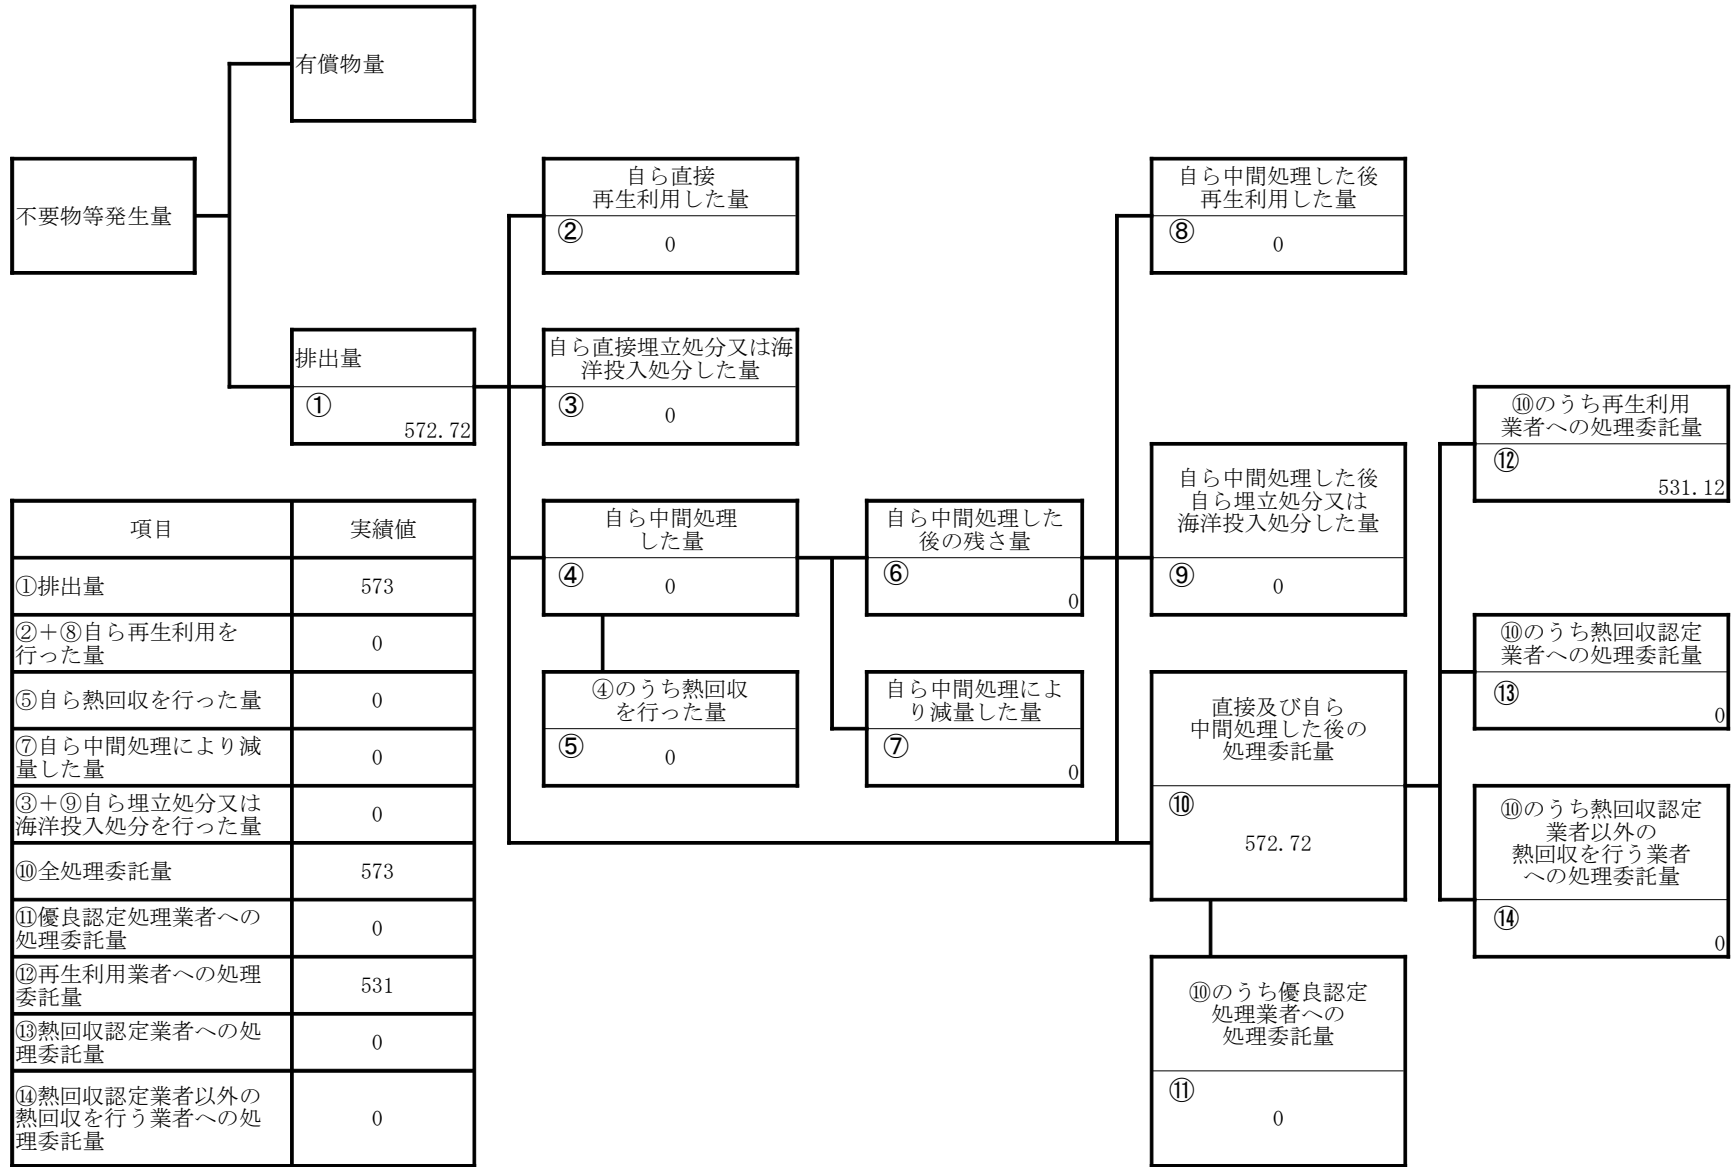 有償物量
不要物等発生量
排出量
①
572.72
自ら直接
再生利用した量
②
0
自ら直接埋立処分又は海
洋投入処分した量
③
0
自ら中間処理
した量
④
0
④のうち熱回収
を行った量
⑤
0
自ら中間処理した
後の残さ量
⑥
0
自ら中間処理によ
り減量した量
⑦
0
自ら中間処理した後
再生利用した量
⑧
0
自ら中間処理した後
自ら埋立処分又は
海洋投入処分した量
⑨
0
直接及び自ら
中間処理した後の
処理委託量
⑩
572.72
⑩のうち優良認定
処理業者への
処理委託量
⑪
0
⑩のうち再生利用
業者への処理委託量
⑫
531.12
⑩のうち熱回収認定
業者への処理委託量
⑬
0
⑩のうち熱回収認定
業者以外の
熱回収を行う業者
への処理委託量
⑭
0
項目
実績値
①排出量
573
②+⑧自ら再生利用を
行った量
0
⑤自ら熱回収を行った量
0
⑦自ら中間処理により減
量した量
0
③+⑨自ら埋立処分又は
海洋投入処分を行った量
0
⑩全処理委託量
573
⑪優良認定処理業者への
処理委託量
0
⑫再生利用業者への処理
委託量
531
⑬熱回収認定業者への処
理委託量
0
⑭熱回収認定業者以外の
熱回収を行う業者への処
理委託量
0